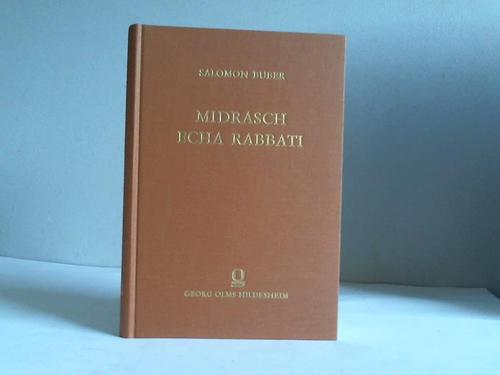 SALOMON BUBER
MIDRASCH
ECHA RABBATI
GEORG OLMS HILDESHEIM